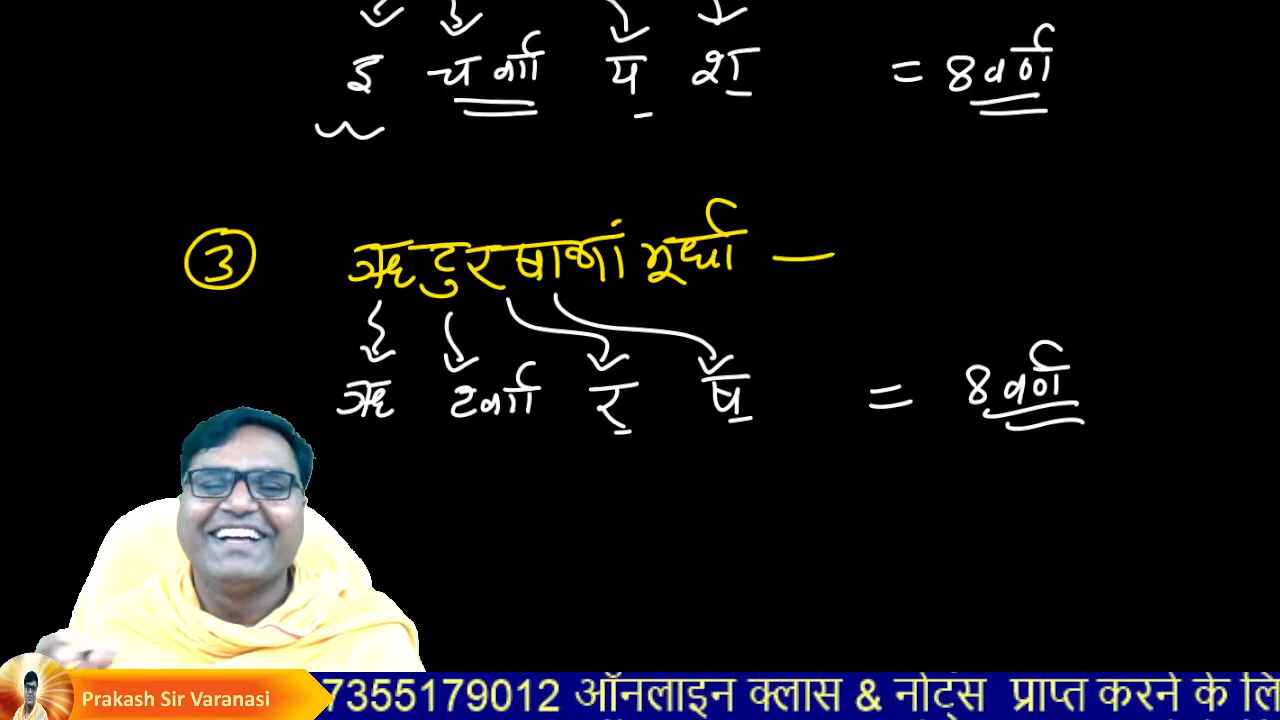 इ चवर्ग य श = 8 वर्ण
③ ऋटुरषाणां मूर्धा —
ऋ टवर्ग र ष = 8 वर्ण
Prakash Sir Varanasi
7355179012 ऑनलाइन क्लास & नोट्स प्राप्त करने के लि